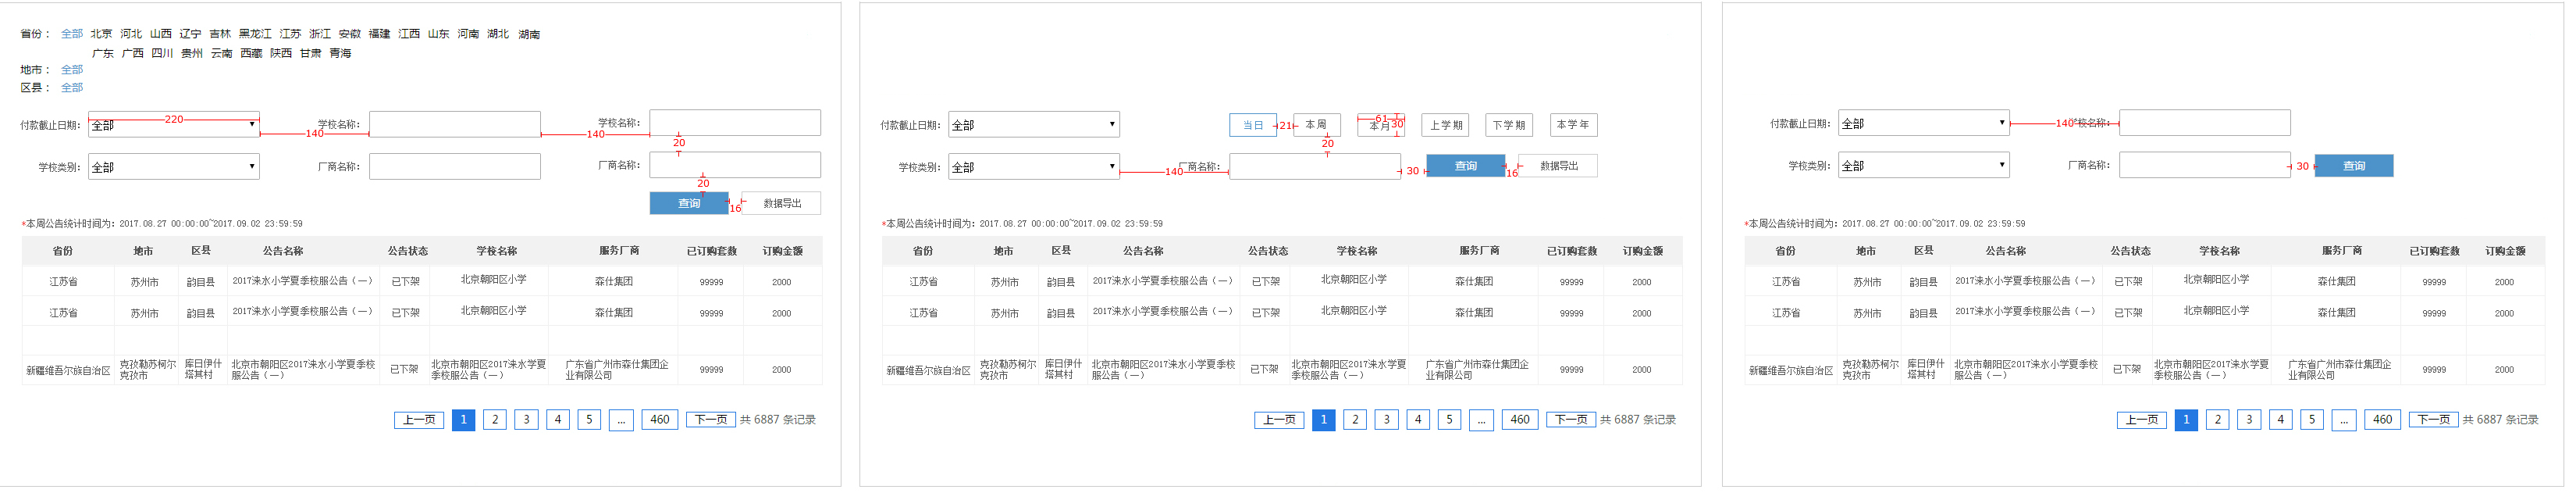 省份： 全部 北京 河北 山西 辽宁 吉林 黑龙江 江苏 浙江 安徽 福建 江西 山东 河南 湖北 湖南
广东 广西 四川 贵州 云南 西藏 陕西 甘肃 青海
地市： 全部
区县： 全部
付款截止日期： 全部 220 140 学校名称： 140 学校名称：
20
学校类别： 全部 厂商名称： 厂商名称：
20
查询 16 数据导出
*本周公告统计时间为：2017.08.27 00:00:00~2017.09.02 23:59:59
省份 地市 区县 公告名称 公告状态 学校名称 服务厂商 已订购套数 订购金额
江苏省 苏州市 韵目县 2017涞水小学夏季校服公告（一） 已下架 北京朝阳区小学 森仕集团 99999 2000
江苏省 苏州市 韵目县 2017涞水小学夏季校服公告（一） 已下架 北京朝阳区小学 森仕集团 99999 2000
新疆维吾尔族自治区 克孜勒苏柯尔克孜市 库日伊什塔其村 北京市朝阳区2017涞水小学夏季校服公告（一） 已下架 北京市朝阳区2017涞水学夏季校服公告（一） 广东省广州市森仕集团企业有限公司 99999 2000
上一页 1 2 3 4 5 ... 460 下一页 共 6887 条记录
付款截止日期： 全部 当日 21 本周 本月 61 30 上学期 下学期 本学年
20
学校类别： 全部 140 厂商名称： 30 查询 16 数据导出
*本周公告统计时间为：2017.08.27 00:00:00~2017.09.02 23:59:59
省份 地市 区县 公告名称 公告状态 学校名称 服务厂商 已订购套数 订购金额
江苏省 苏州市 韵目县 2017涞水小学夏季校服公告（一） 已下架 北京朝阳区小学 森仕集团 99999 2000
江苏省 苏州市 韵目县 2017涞水小学夏季校服公告（一） 已下架 北京朝阳区小学 森仕集团 99999 2000
新疆维吾尔族自治区 克孜勒苏柯尔克孜市 库日伊什塔其村 北京市朝阳区2017涞水小学夏季校服公告（一） 已下架 北京市朝阳区2017涞水学夏季校服公告（一） 广东省广州市森仕集团企业有限公司 99999 2000
上一页 1 2 3 4 5 ... 460 下一页 共 6887 条记录
付款截止日期： 全部 140 校名称：
学校类别： 全部 厂商名称： 30 查询
*本周公告统计时间为：2017.08.27 00:00:00~2017.09.02 23:59:59
省份 地市 区县 公告名称 公告状态 学校名称 服务厂商 已订购套数 订购金额
江苏省 苏州市 韵目县 2017涞水小学夏季校服公告（一） 已下架 北京朝阳区小学 森仕集团 99999 2000
江苏省 苏州市 韵目县 2017涞水小学夏季校服公告（一） 已下架 北京朝阳区小学 森仕集团 99999 2000
新疆维吾尔族自治区 克孜勒苏柯尔克孜市 库日伊什塔其村 北京市朝阳区2017涞水小学夏季校服公告（一） 已下架 北京市朝阳区2017涞水学夏季校服公告（一） 广东省广州市森仕集团企业有限公司 99999 2000
上一页 1 2 3 4 5 ... 460 下一页 共 6887 条记录